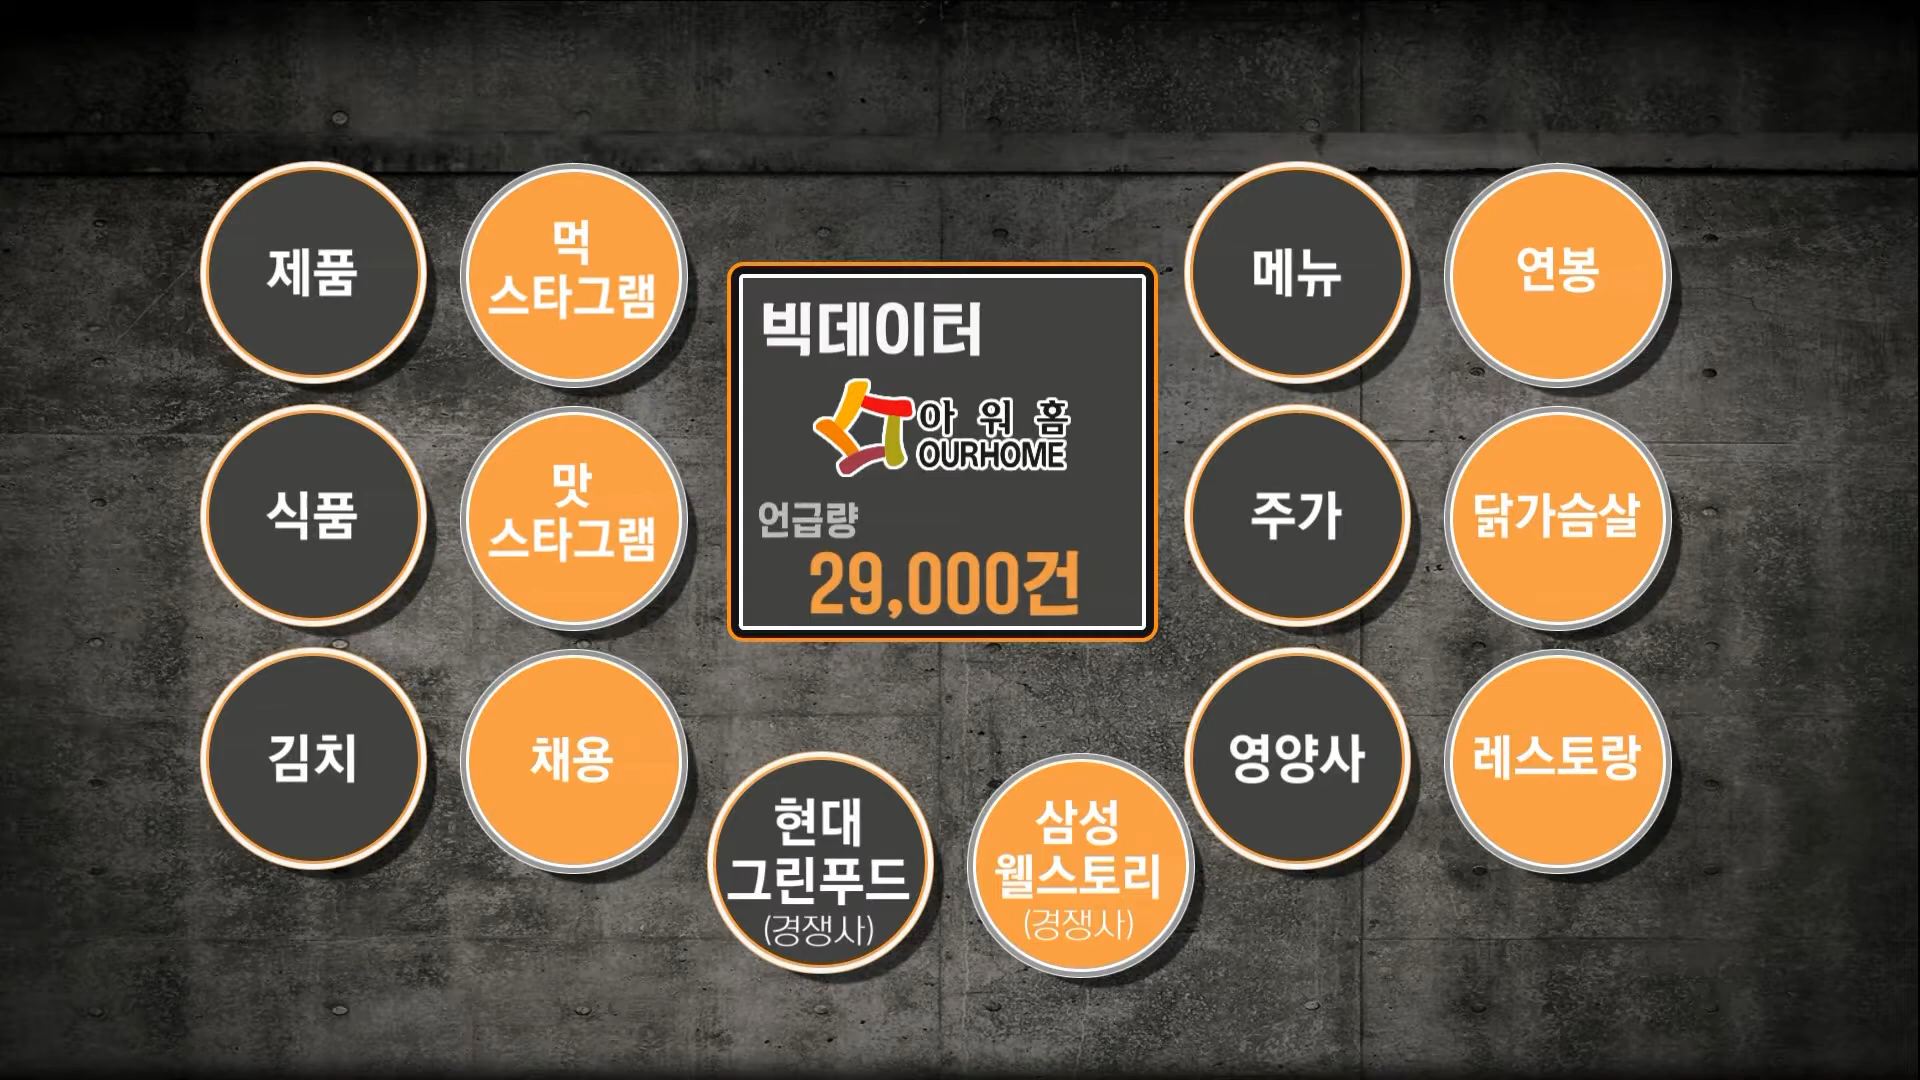 제품
먹
스타그램
식품
맛
스타그램
김치
채용
빅데이터
아워홈
OURHOME
언급량
29,000건
현대
그린푸드
(경쟁사)
삼성
웰스토리
(경쟁사)
메뉴
연봉
주가
닭가슴살
영양사
레스토랑